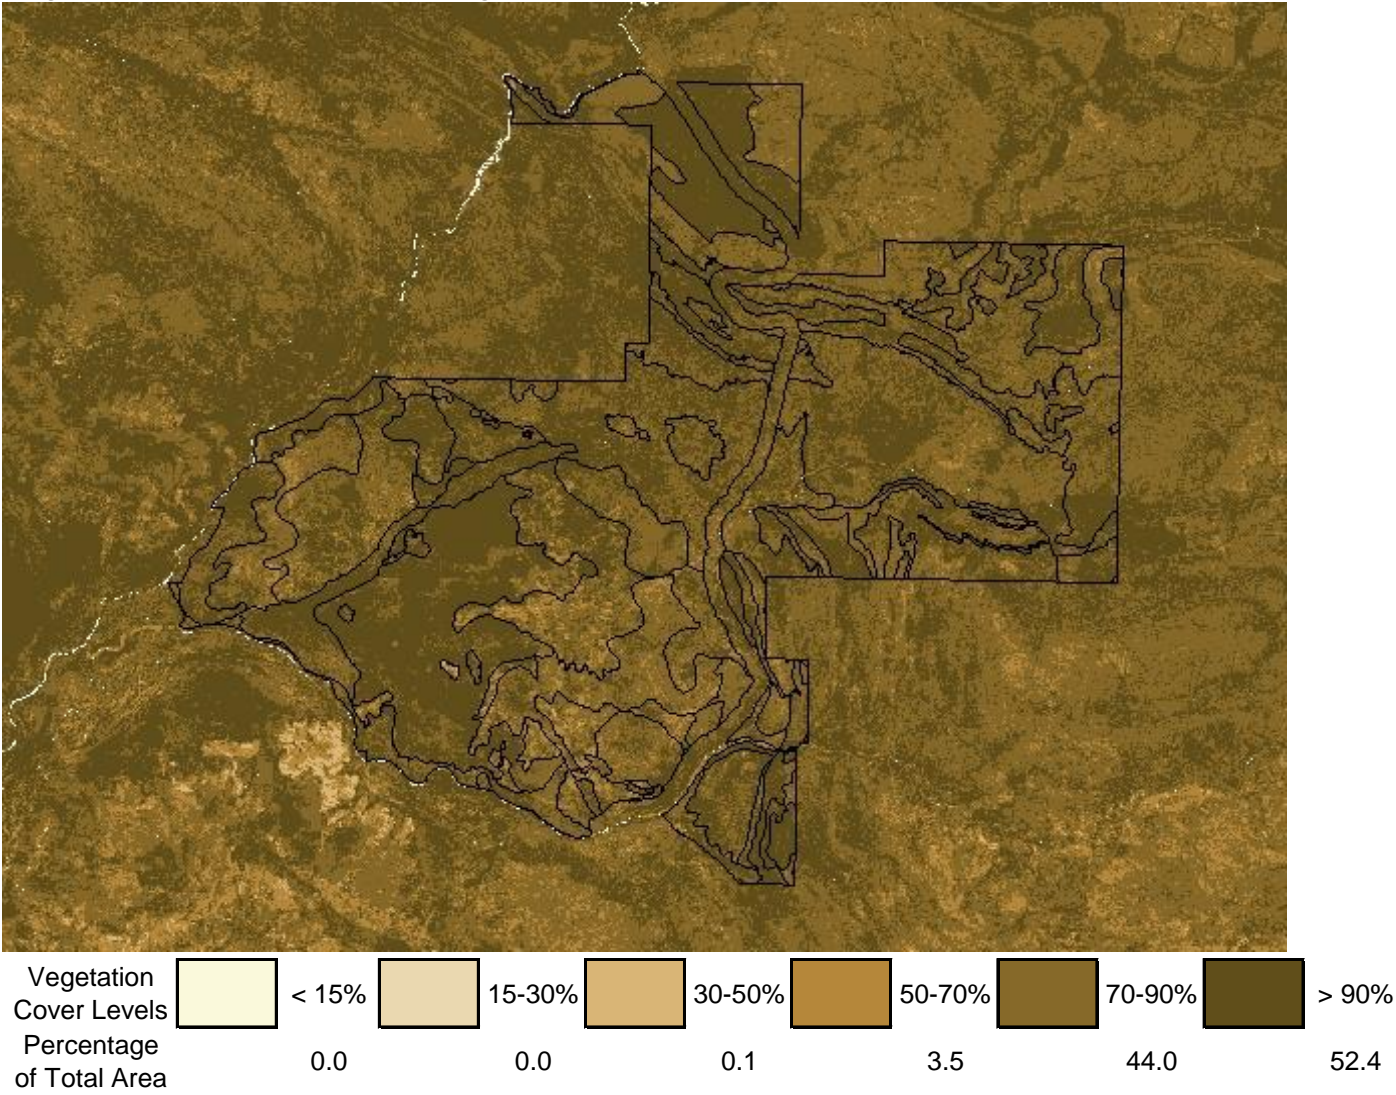 Vegetation
Cover Levels
< 15% 15-30% 30-50% 50-70% 70-90% > 90%
Percentage
of Total Area
0.0 0.0 0.1 3.5 44.0 52.4